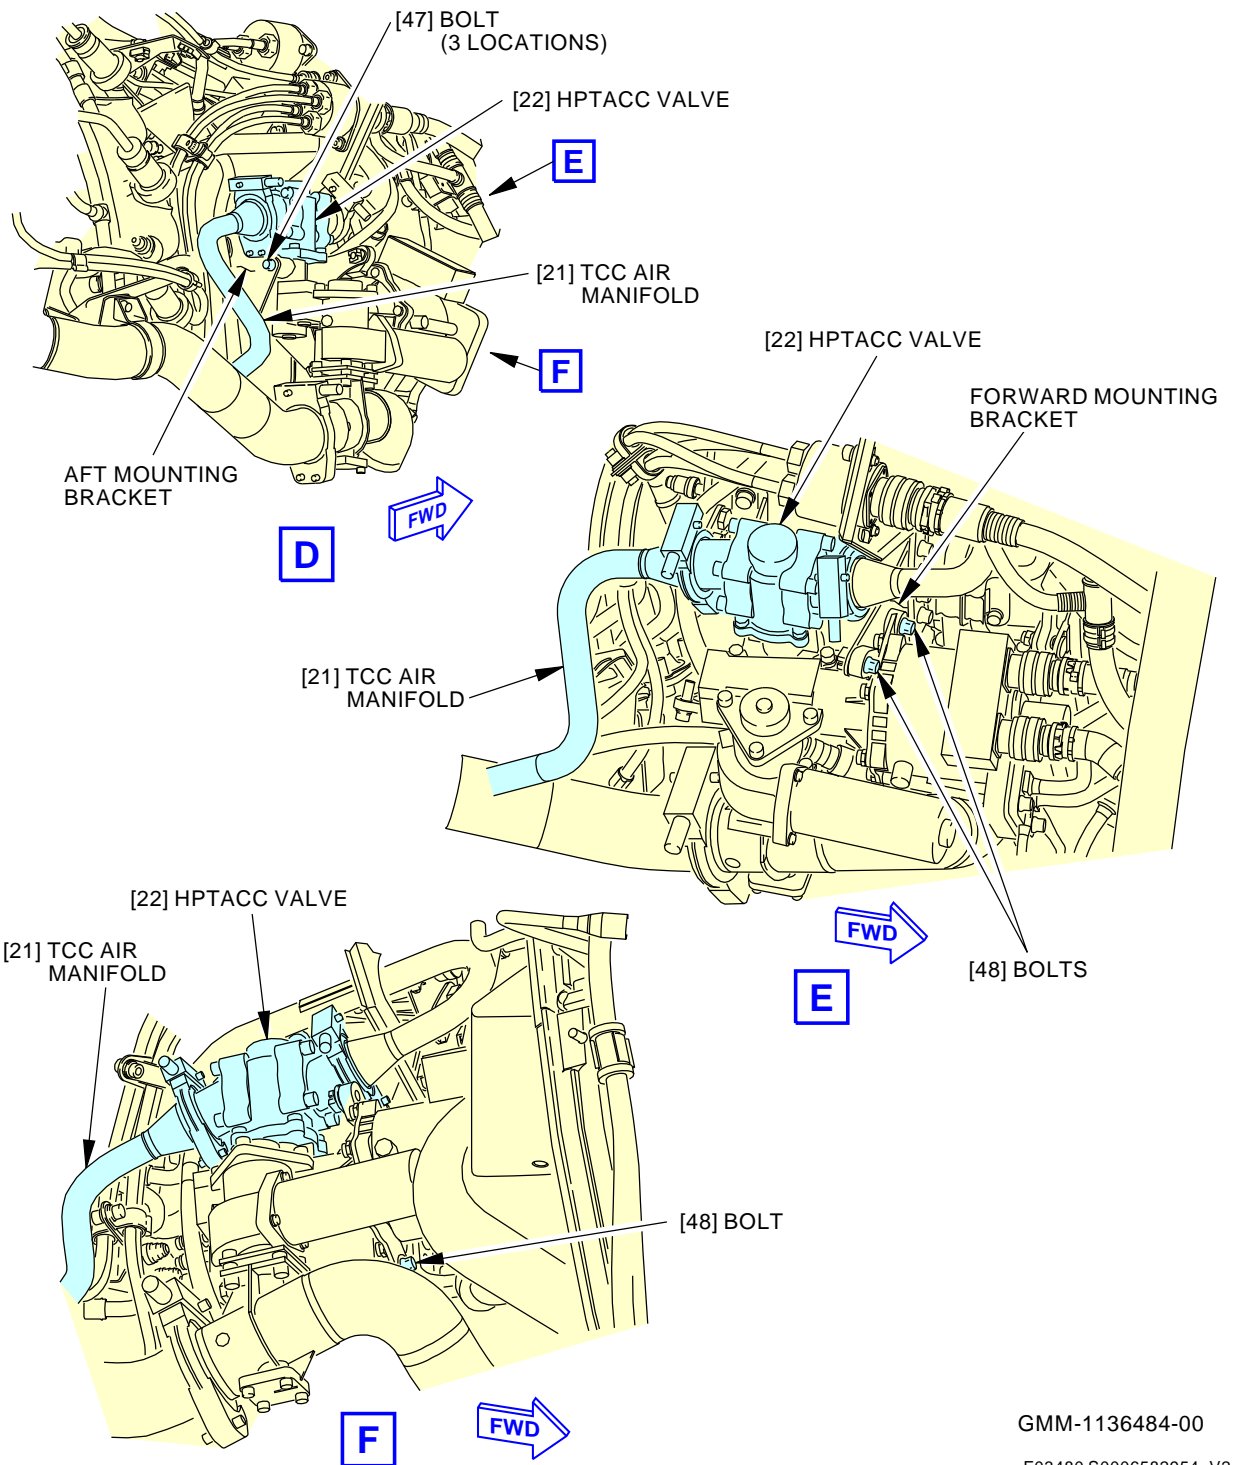 [47] BOLT
(3 LOCATIONS)
[22] HPTACC VALVE
E
[21] TCC AIR
MANIFOLD
F
AFT MOUNTING
BRACKET
FWD
D
[22] HPTACC VALVE
FORWARD MOUNTING
BRACKET
[21] TCC AIR
MANIFOLD
FWD
[48] BOLTS
E
[22] HPTACC VALVE
[21] TCC AIR
MANIFOLD
[48] BOLT
FWD
F
GMM-1136484-00